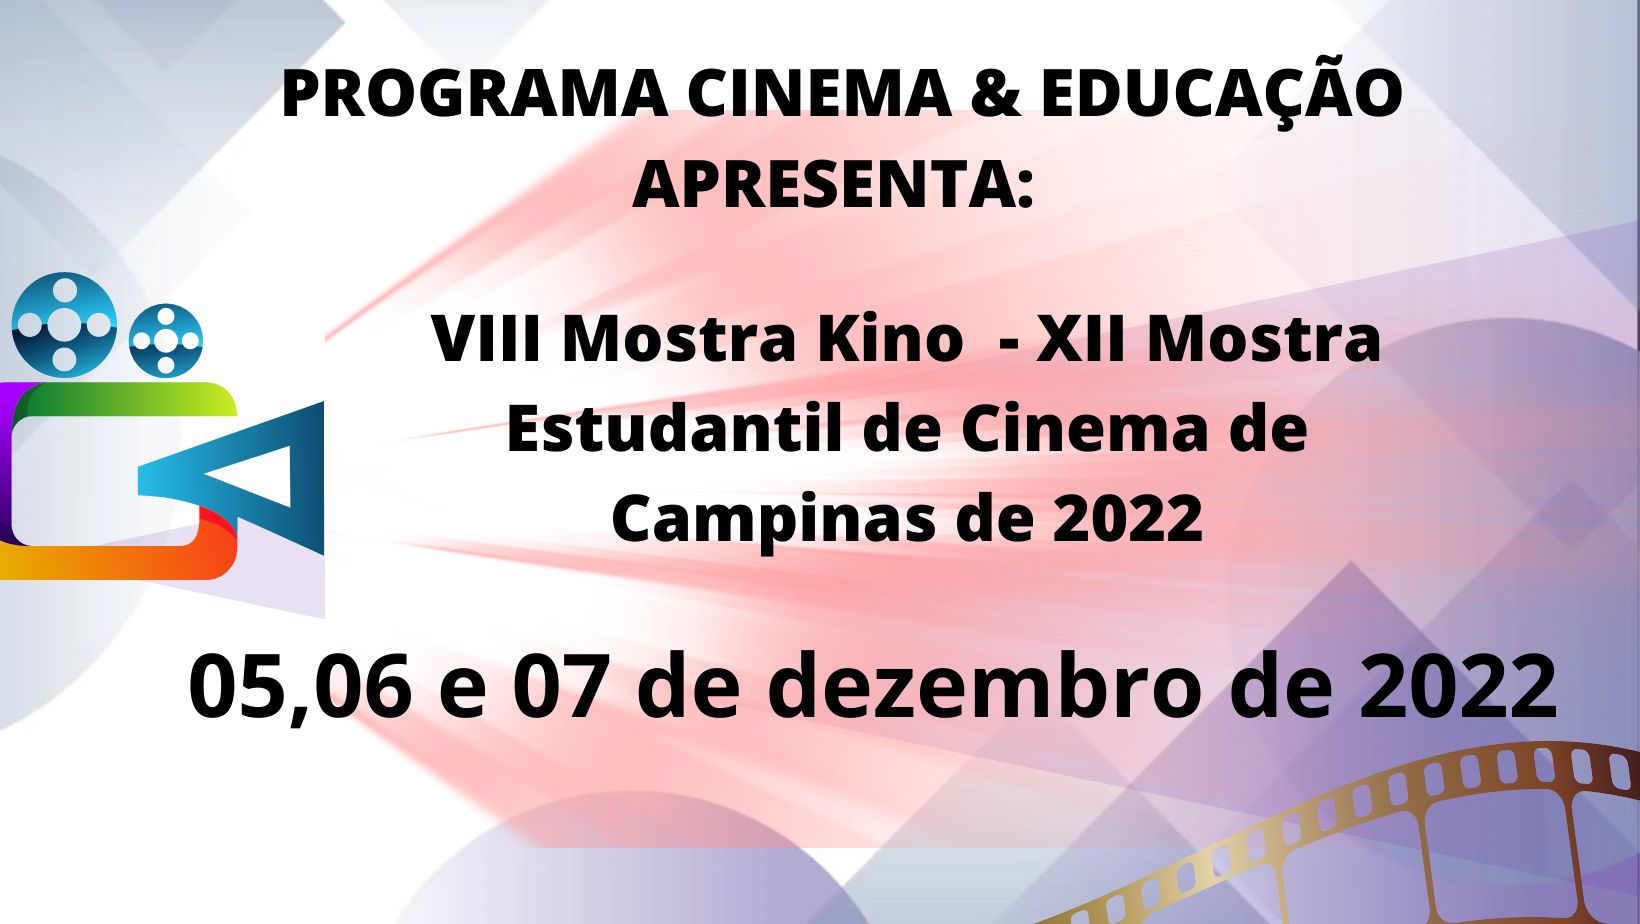 PROGRAMA CINEMA & EDUCAÇÃO
APRESENTA:
VIII Mostra Kino - XII Mostra
Estudantil de Cinema de
Campinas de 2022
05,06 e 07 de dezembro de 2022